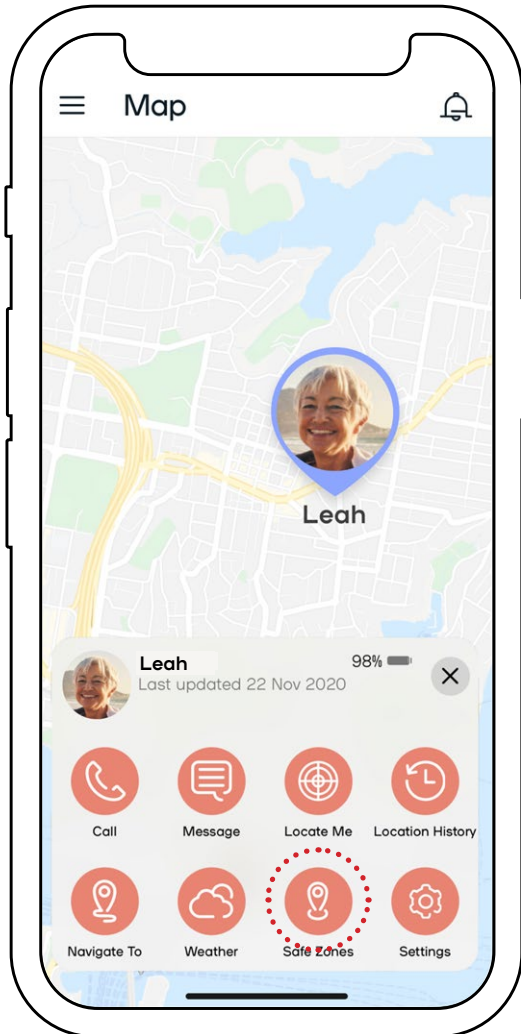 Map
Leah
Leah
98%
Last updated 22 Nov 2020
Call
Message
Locate Me
Location History
Navigate To
Weather
Safe Zones
Settings